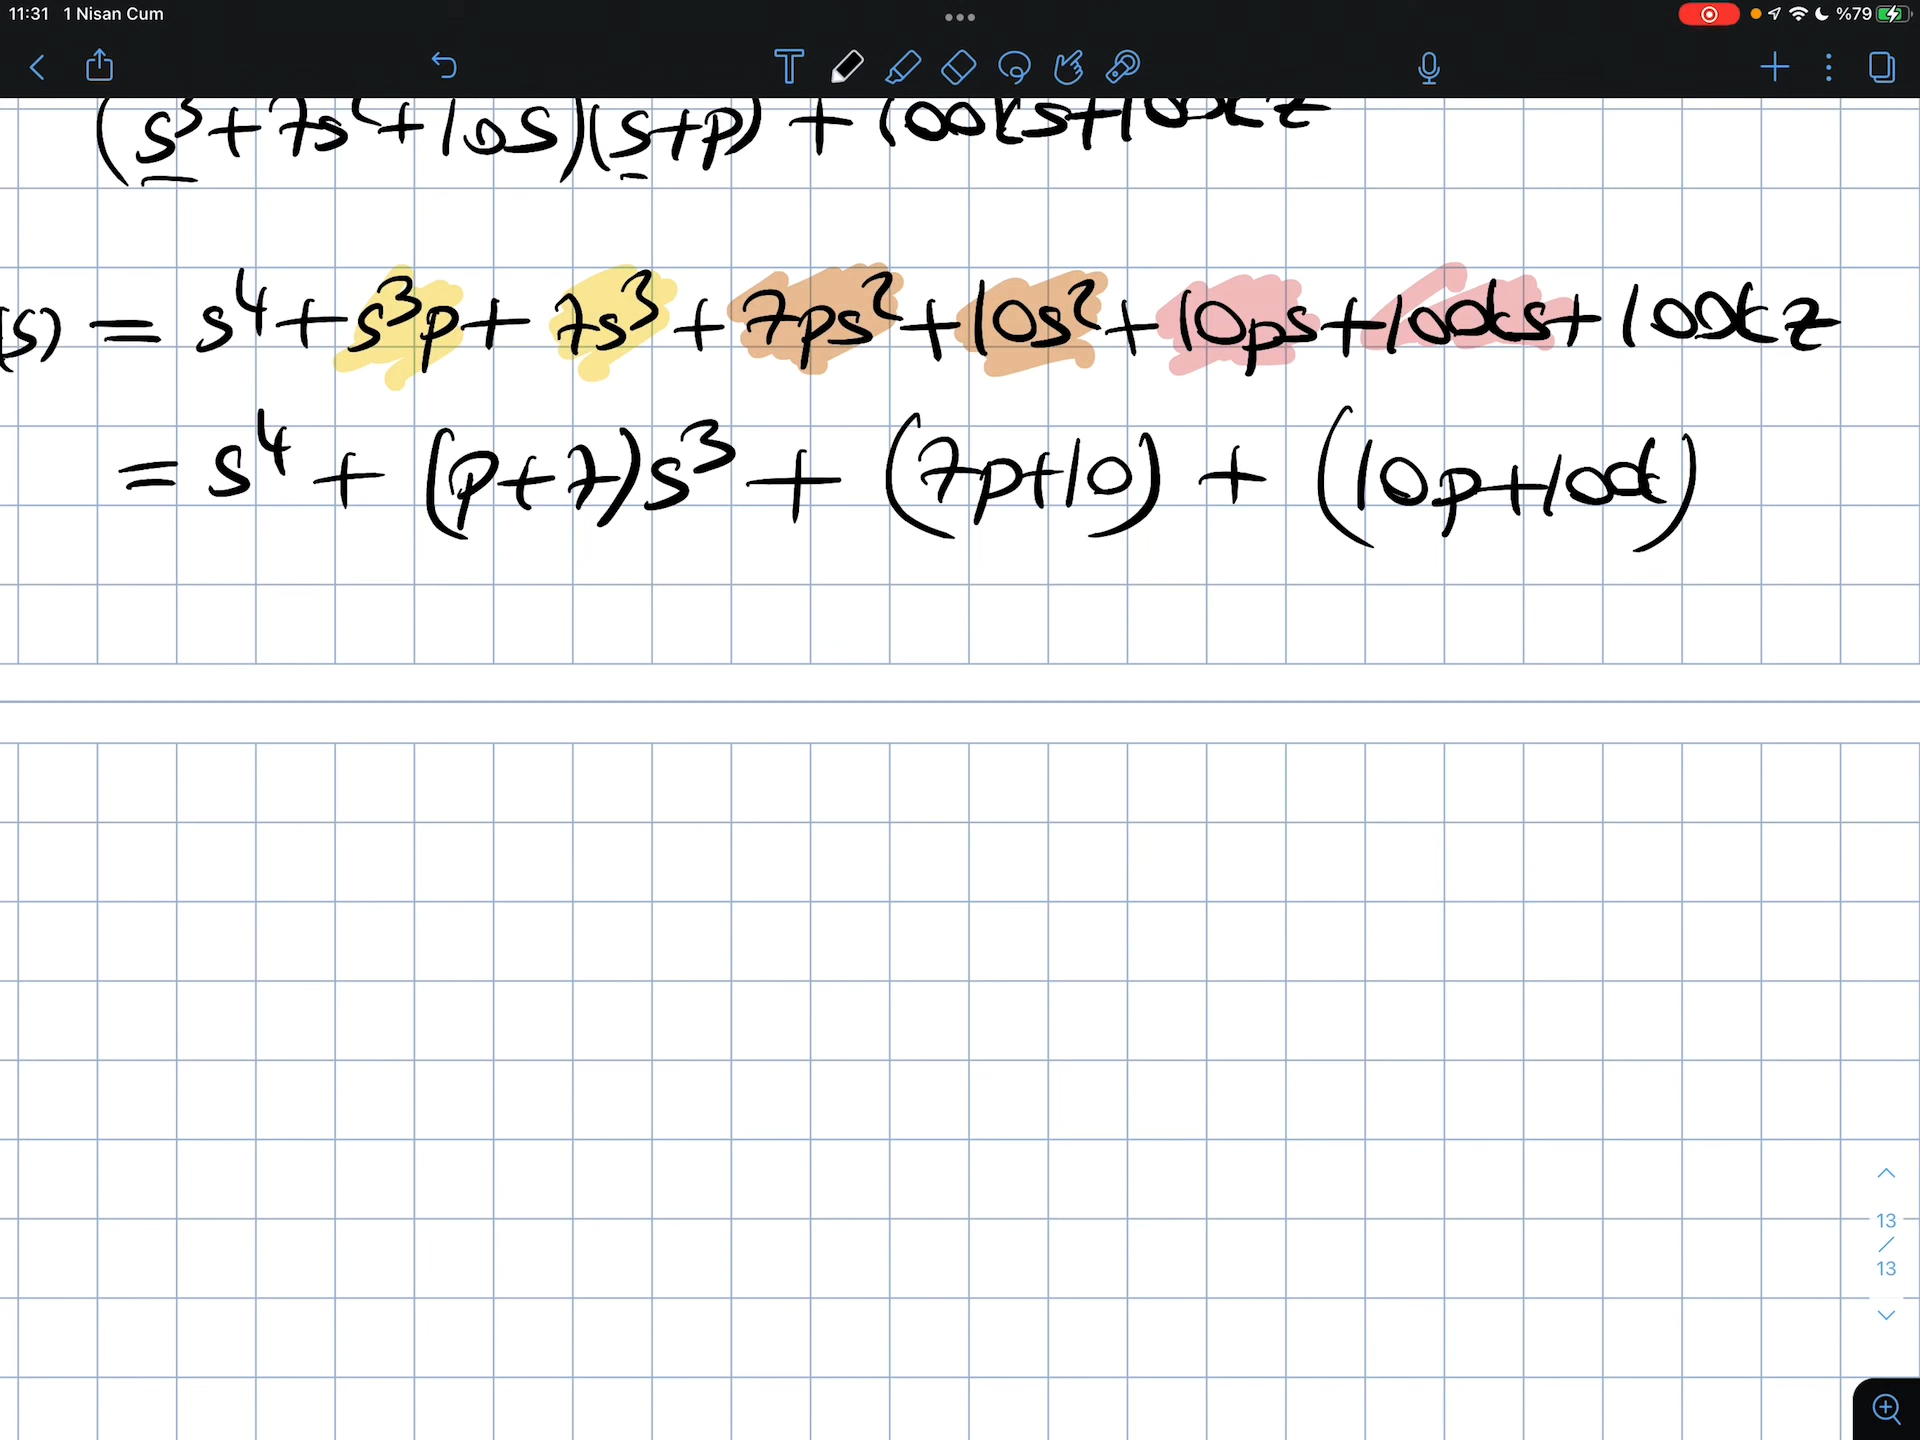 11:31 1 Nisan Cum %79
(s³+7s²+10s)(s+p) + 100ks+100kz
(s) = s⁴+s³p+7s³+7ps²+10s²+10ps+100ks+100kz
= s⁴ + (p+7)s³ + (7p+10) + (10p+100k)
13
/
13